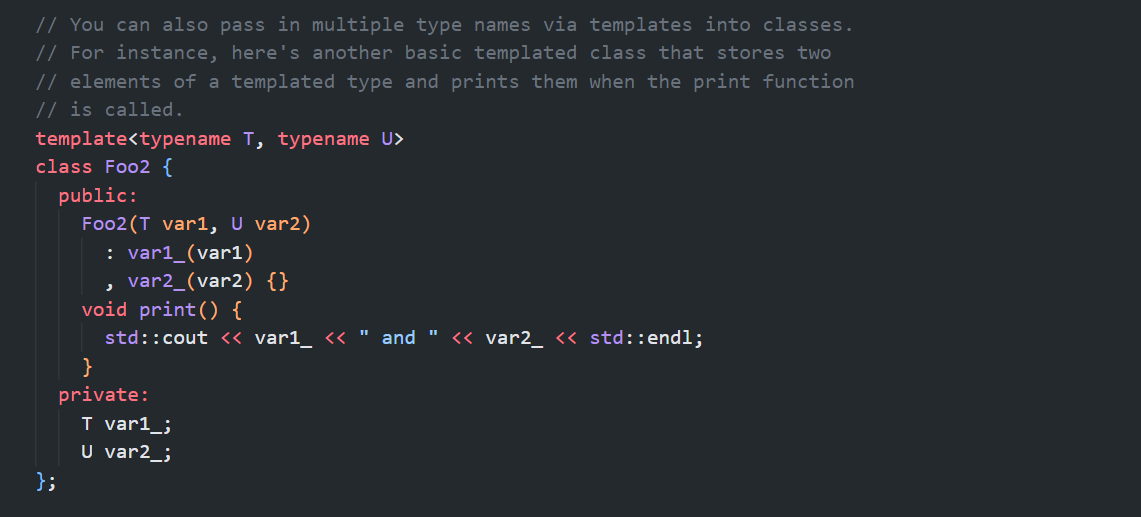 // You can also pass in multiple type names via templates into classes.
// For instance, here's another basic templated class that stores two
// elements of a templated type and prints them when the print function
// is called.
template<typename T, typename U>
class Foo2 {
  public:
    Foo2(T var1, U var2)
      : var1_(var1)
      , var2_(var2) {}
    void print() {
      std::cout << var1_ << " and " << var2_ << std::endl;
    }
  private:
    T var1_;
    U var2_;
};